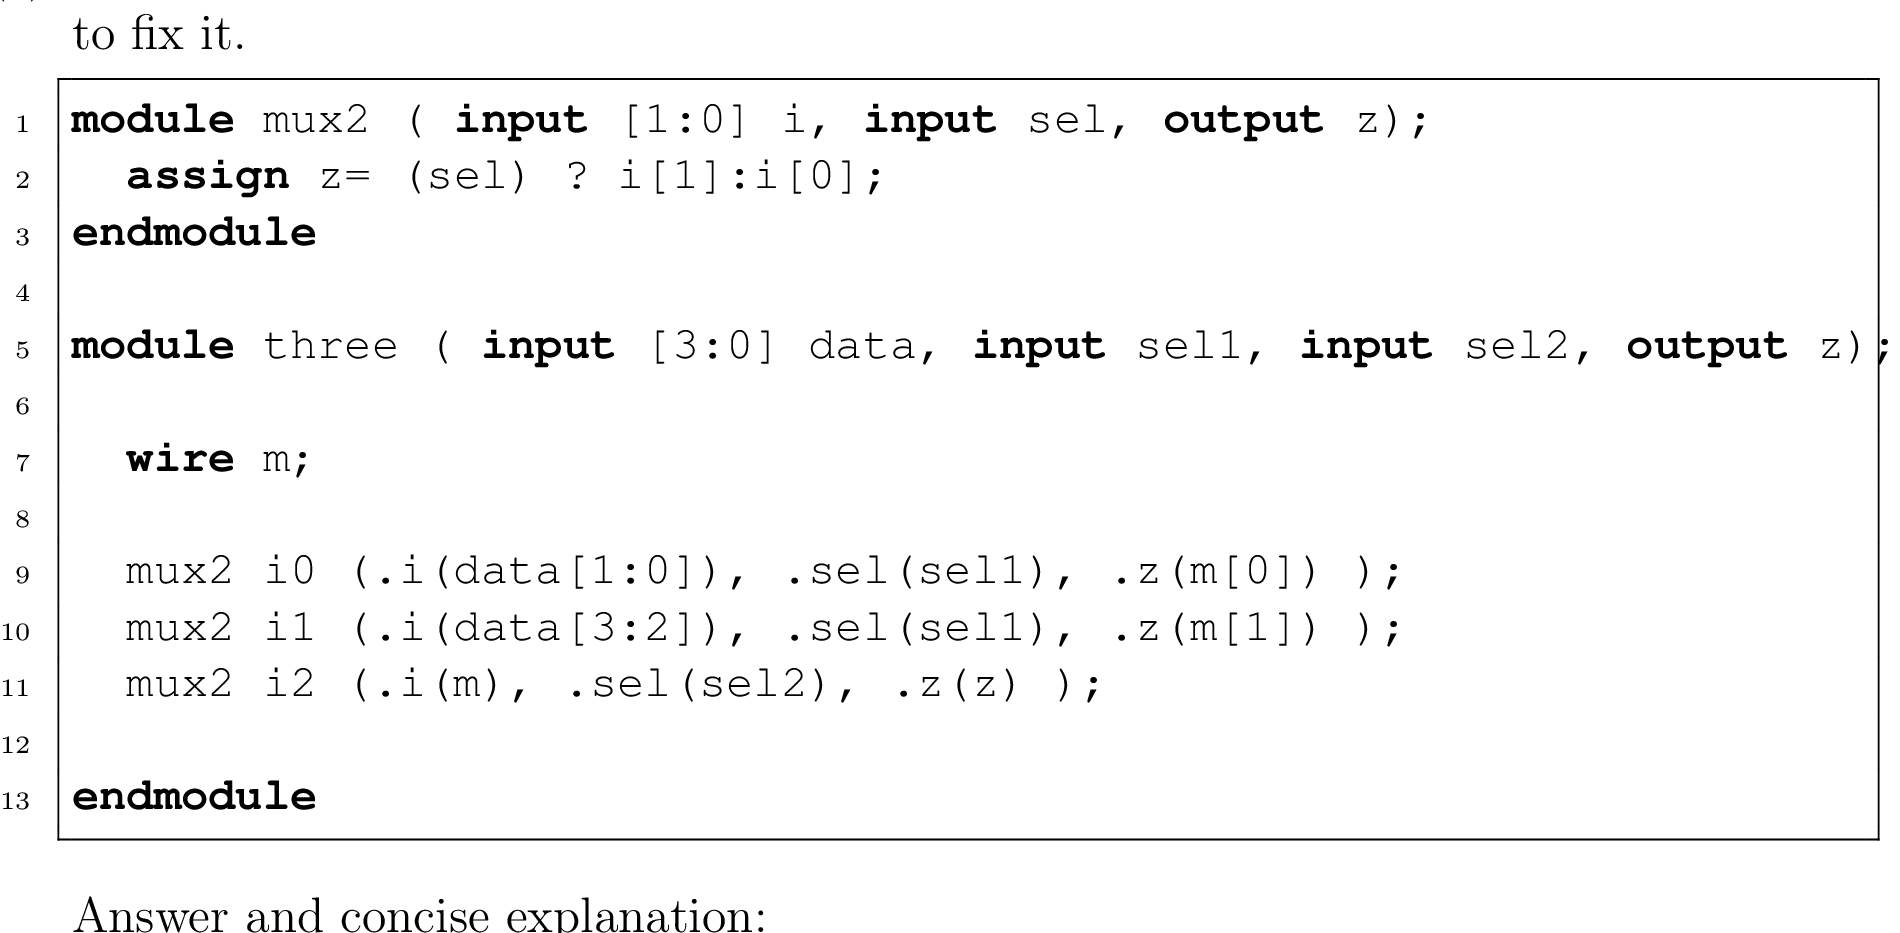 to fix it.
1 module mux2 ( input [1:0] i, input sel, output z);
2 assign z= (sel) ? i[1]:i[0];
3 endmodule
4
5 module three ( input [3:0] data, input sel1, input sel2, output z);
6
7 wire m;
8
9 mux2 i0 (.i(data[1:0]), .sel(sel1), .z(m[0]) );
10 mux2 i1 (.i(data[3:2]), .sel(sel1), .z(m[1]) );
11 mux2 i2 (.i(m), .sel(sel2), .z(z) );
12
13 endmodule
Answer and concise explanation: